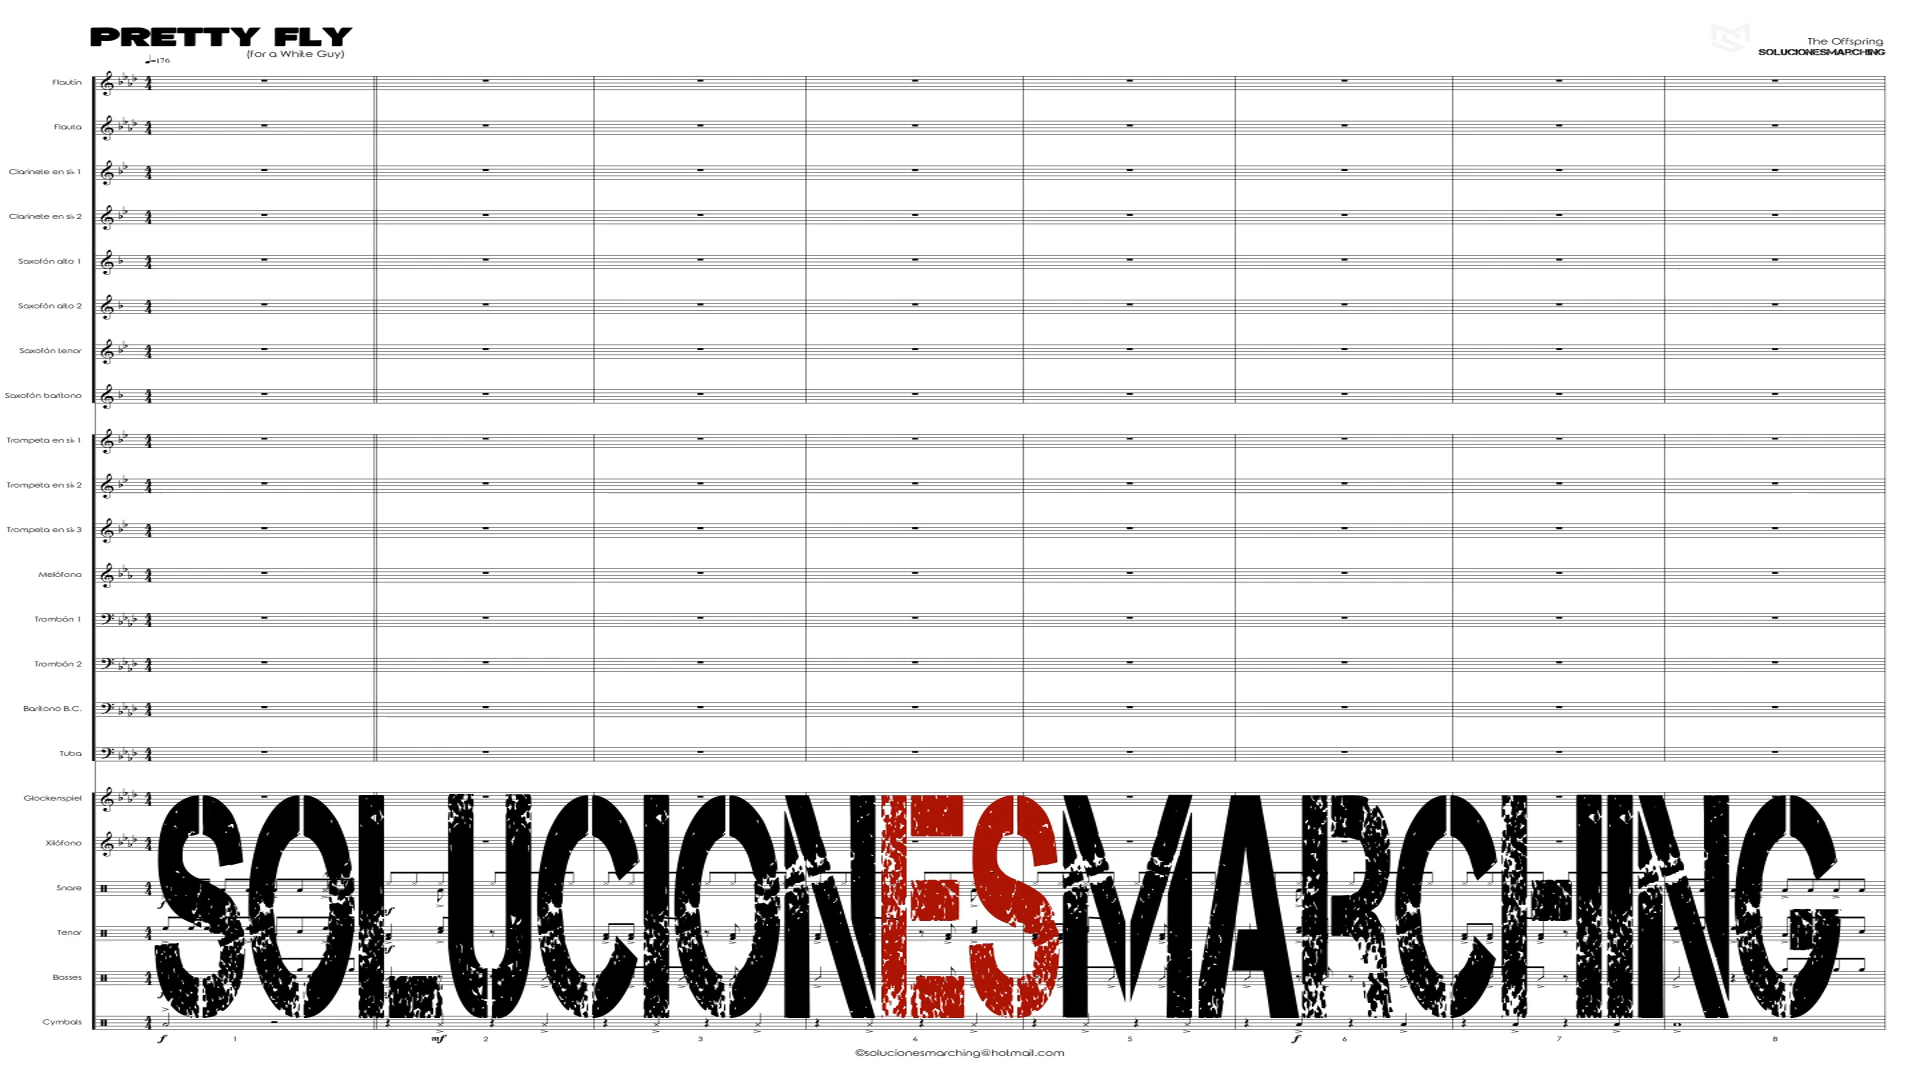 PRETTY FLY
(for a White Guy)
♩=176
The Offspring
SOLUCIONESMARCHING
Flautín
Flauta
Clarinete en si♭ 1
Clarinete en si♭ 2
Saxofón alto 1
Saxofón alto 2
Saxofón tenor
Saxofón barítono
Trompeta en si♭ 1
Trompeta en si♭ 2
Trompeta en si♭ 3
Melófono
Trombón 1
Trombón 2
Barítono B.C.
Tuba
Glockenspiel
Xilófono
Snare
Tenor
Basses
Cymbals
SOLUCIONESMARCHING
f 1 mf 2 3 4 5 f 6 7 8
©solucionesmarching@hotmail.com